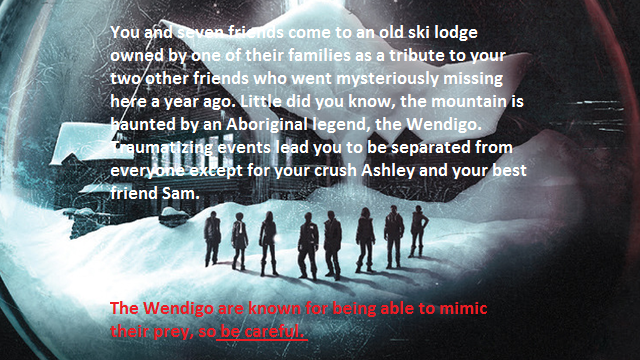 You and seven friends come to an old ski lodge
owned by one of their families as a tribute to your
two other friends who went mysteriously missing
here a year ago. Little did you know, the mountain is
haunted by an Aboriginal legend, the Wendigo.
Traumatizing events lead you to be separated from
everyone except for your crush Ashley and your best
friend Sam.
The Wendigo are known for being able to mimic
their prey, so be careful.